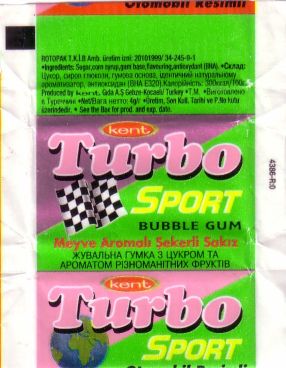 Otomobil Resimli
ROTOPAK T.K.İ.B Amb. üretim izni: 20101999/ 34-245-9-1
•Ingredients: Sugar,corn syrup,gum base,flavouring,antioxydant (BHA). •Склад:
Цукор, сироп глюкози, гумова основа, ідентичний натуральному
ароматизатор, антиоксидант (BHA E320).Калорійність: 300ккал/100г.
Produced by Kent. Gıda A.Ş Gebze-Kocaeli/ Turkey •T.M. •Виготовлено
в Туреччині •Net/Вага нетто: 4g/г •Üretim, Son Kull. Tarihi ve P.No kutu
üzerindedir. • See the Box for prod. and exp. date.
kent
Turbo
SPORT
BUBBLE GUM
Meyve Aromalı Şekerli Sakız
ЖУВАЛЬНА ГУМКА З ЦУКРОМ ТА
АРОМАТОМ РІЗНОМАНІТНИХ ФРУКТІВ
4386-R:0
kent
Turbo
SPORT
Otomobil Resimli